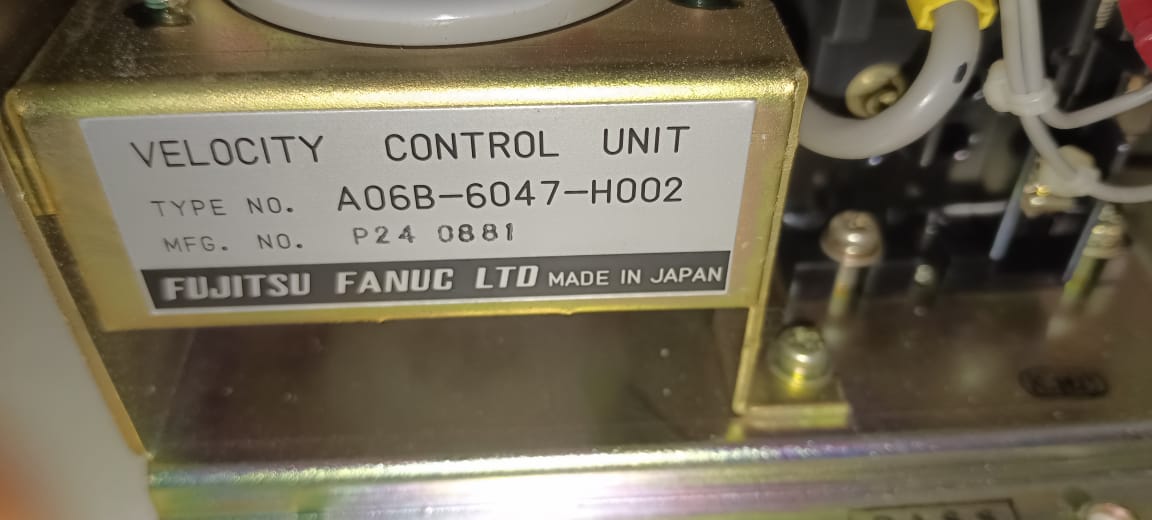 VELOCITY CONTROL UNIT
TYPE NO. A06B-6047-H002
MFG. NO. P24 0881
FUJITSU FANUC LTD MADE IN JAPAN